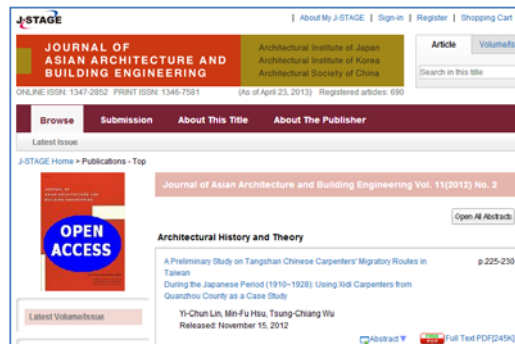 J-STAGE
| About My J-STAGE | Sign-in | Register | Shopping Cart
JOURNAL OF
ASIAN ARCHITECTURE AND
BUILDING ENGINEERING
Architectural Institute of Japan
Architectural Institute of Korea
Architectural Society of China
Article
Search in this title
ONLINE ISSN: 1347-2852 PRINT ISSN: 1346-7581 (As of April 23, 2013) Registered articles: 690
Browse Submission About This Title About The Publisher
Latest Issue
J-STAGE Home > Publications - Top
OPEN
ACCESS
Journal of Asian Architecture and Building Engineering Vol. 11(2012) No. 2
Open All Abstracts
Architectural History and Theory
A Preliminary Study on Tangshan Chinese Carpenters' Migratory Routes in p.225-230
Taiwan
During the Japanese Period (1910–1928): Using Xidi Carpenters from
Quanzhou County as a Case Study
Yi-Chun Lin, Min-Fu Hsu, Tsung-Chiang Wu
Released: November 15, 2012
Latest Volume/Issue
Abstract ▼ FREE PDF Full Text PDF[245K]